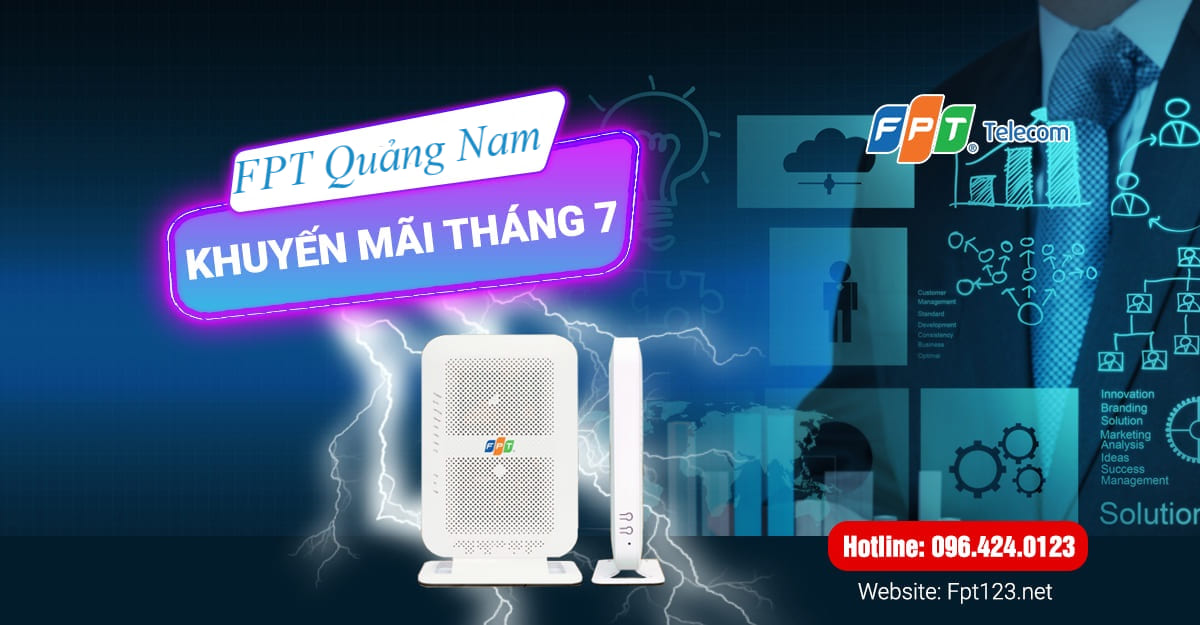 FPT Quảng Nam
KHUYẾN MÃI THÁNG 7
FPT® Telecom
Customer
Management
Standard
Development
Consistency
Business
Optimal
Innovation
Branding
Solution
Marketing
Analysis
Ideas
Success
Management
Solution
FPT
Hotline: 096.424.0123
Website: Fpt123.net